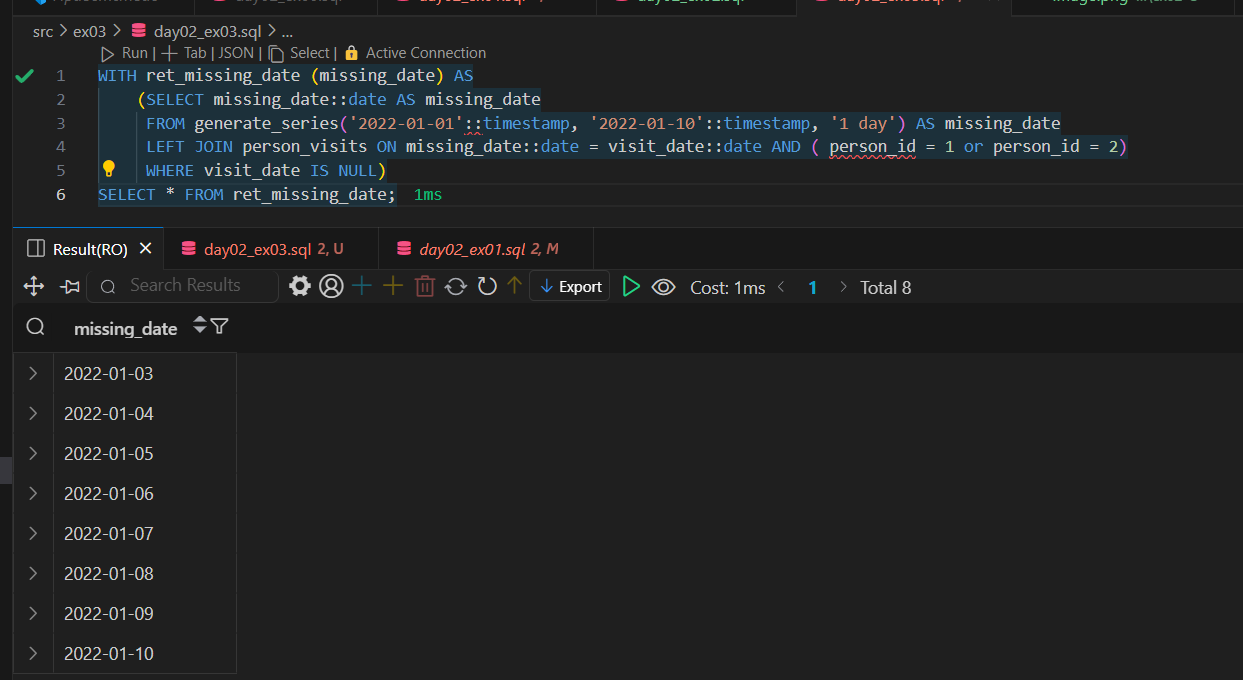 src > ex03 > day02_ex03.sql > ...
Run | Tab | JSON | Select | Active Connection
1 WITH ret_missing_date (missing_date) AS
2 (SELECT missing_date::date AS missing_date
3 FROM generate_series('2022-01-01'::timestamp, '2022-01-10'::timestamp, '1 day') AS missing_date
4 LEFT JOIN person_visits ON missing_date::date = visit_date::date AND ( person_id = 1 or person_id = 2)
5 WHERE visit_date IS NULL)
6 SELECT * FROM ret_missing_date; 1ms
Result(RO) day02_ex03.sql 2, U day02_ex01.sql 2, M
Search Results Export Cost: 1ms 1 Total 8
missing_date
2022-01-03
2022-01-04
2022-01-05
2022-01-06
2022-01-07
2022-01-08
2022-01-09
2022-01-10